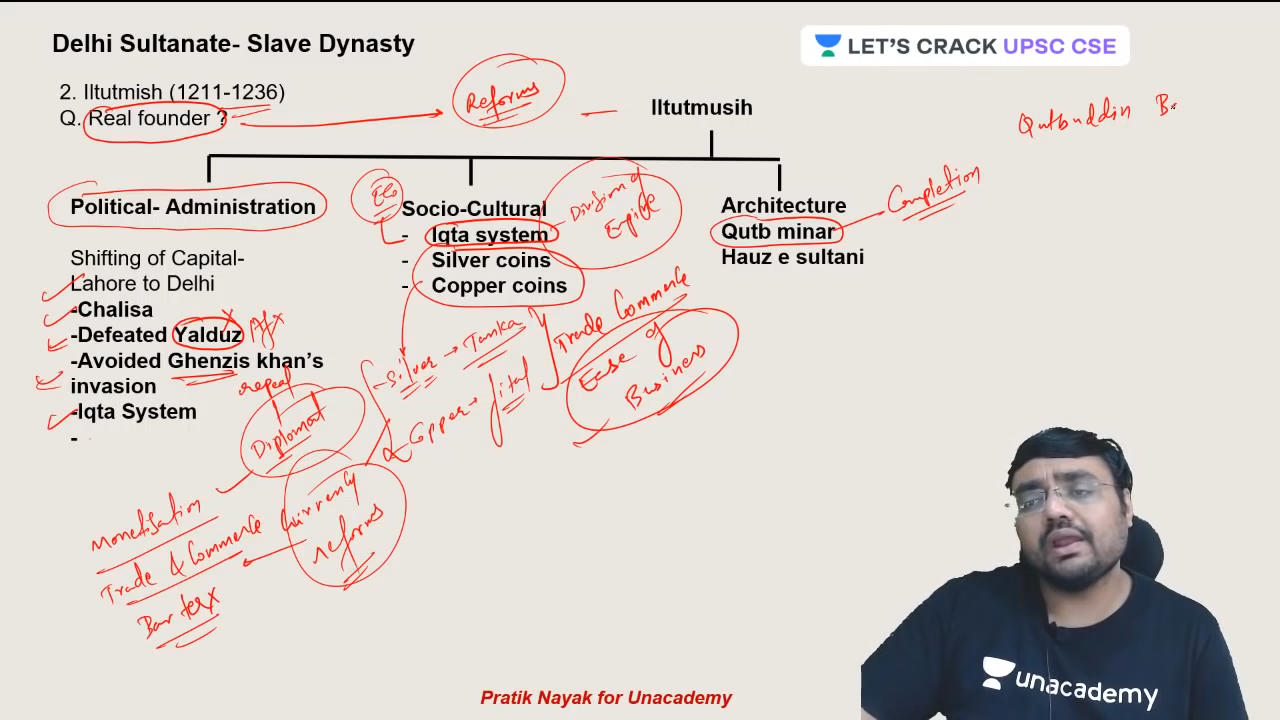 Delhi Sultanate- Slave Dynasty
LET'S CRACK UPSC CSE
2. Iltutmish (1211-1236)
Q. Real founder ?
Reforms
Iltutmusih
Qutbuddin B
Political- Administration
Shifting of Capital-
Lahore to Delhi
-Chalisa
-Defeated Yalduz Afx
-Avoided Ghenzis khan's
invasion
-Iqta System
-
repeal
Diplomat
Monetisation
Trade & Commerce
Barter x
Currency
reforms
Eco
Socio-Cultural
- Iqta system
- Silver coins
- Copper coins
Division of
Empire
Silver → Tanka
Copper → Jital
Trade Commerce
Ease of
Business
Architecture
Qutb minar
Hauz e sultani
Completion
unacademy
Pratik Nayak for Unacademy